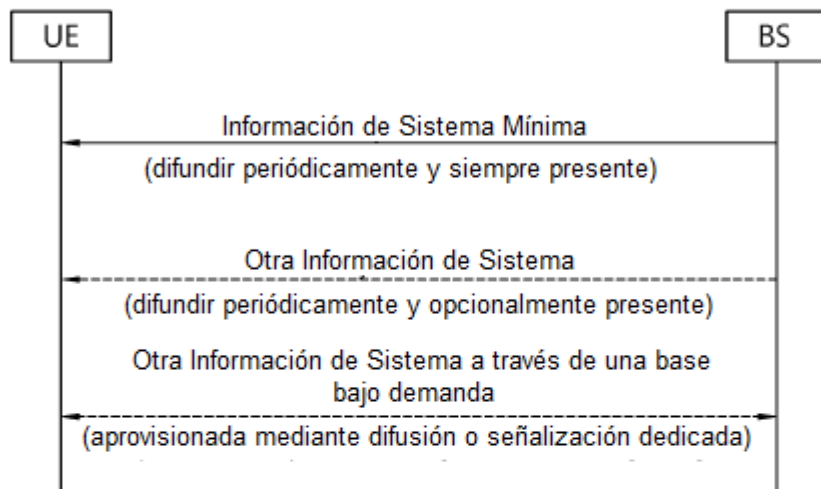 UE
BS
Información de Sistema Mínima
(difundir periódicamente y siempre presente)
Otra Información de Sistema
(difundir periódicamente y opcionalmente presente)
Otra Información de Sistema a través de una base
bajo demanda
(aprovisionada mediante difusión o señalización dedicada)